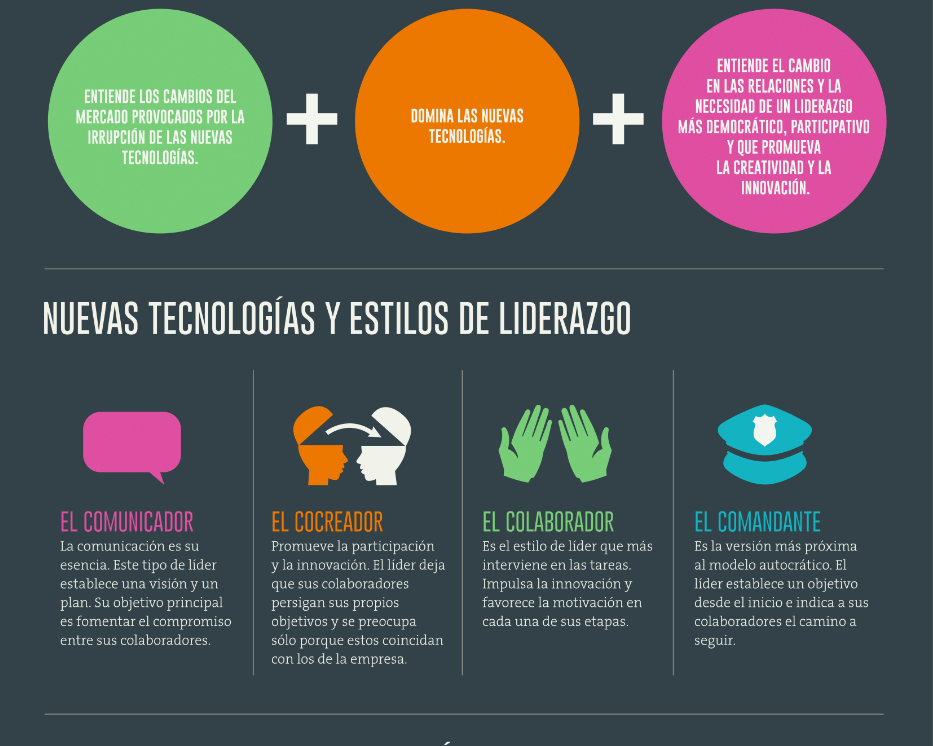 ENTIENDE LOS CAMBIOS DEL
MERCADO PROVOCADOS POR LA
IRRUPCIÓN DE LAS NUEVAS
TECNOLOGÍAS.
+
DOMINA LAS NUEVAS
TECNOLOGÍAS.
+
ENTIENDE EL CAMBIO
EN LAS RELACIONES Y LA
NECESIDAD DE UN LIDERAZGO
MÁS DEMOCRÁTICO, PARTICIPATIVO
Y QUE PROMUEVA
LA CREATIVIDAD Y LA
INNOVACIÓN.
NUEVAS TECNOLOGÍAS Y ESTILOS DE LIDERAZGO
EL COMUNICADOR
La comunicación es su
esencia. Este tipo de líder
establece una visión y un
plan. Su objetivo principal
es fomentar el compromiso
entre sus colaboradores.
EL COCREADOR
Promueve la participación
y la innovación. El líder deja
que sus colaboradores
persigan sus propios
objetivos y se preocupa
sólo porque estos coincidan
con los de la empresa.
EL COLABORADOR
Es el estilo de líder que más
interviene en las tareas.
Impulsa la innovación y
favorece la motivación en
cada una de sus etapas.
EL COMANDANTE
Es la versión más próxima
al modelo autocrático. El
líder establece un objetivo
desde el inicio e indica a sus
colaboradores el camino a
seguir.